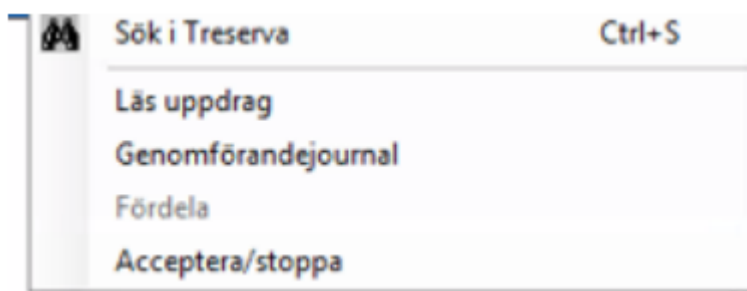 Sök i Treserva Ctrl+S
Läs uppdrag
Genomförandejournal
Fördela
Acceptera/stoppa